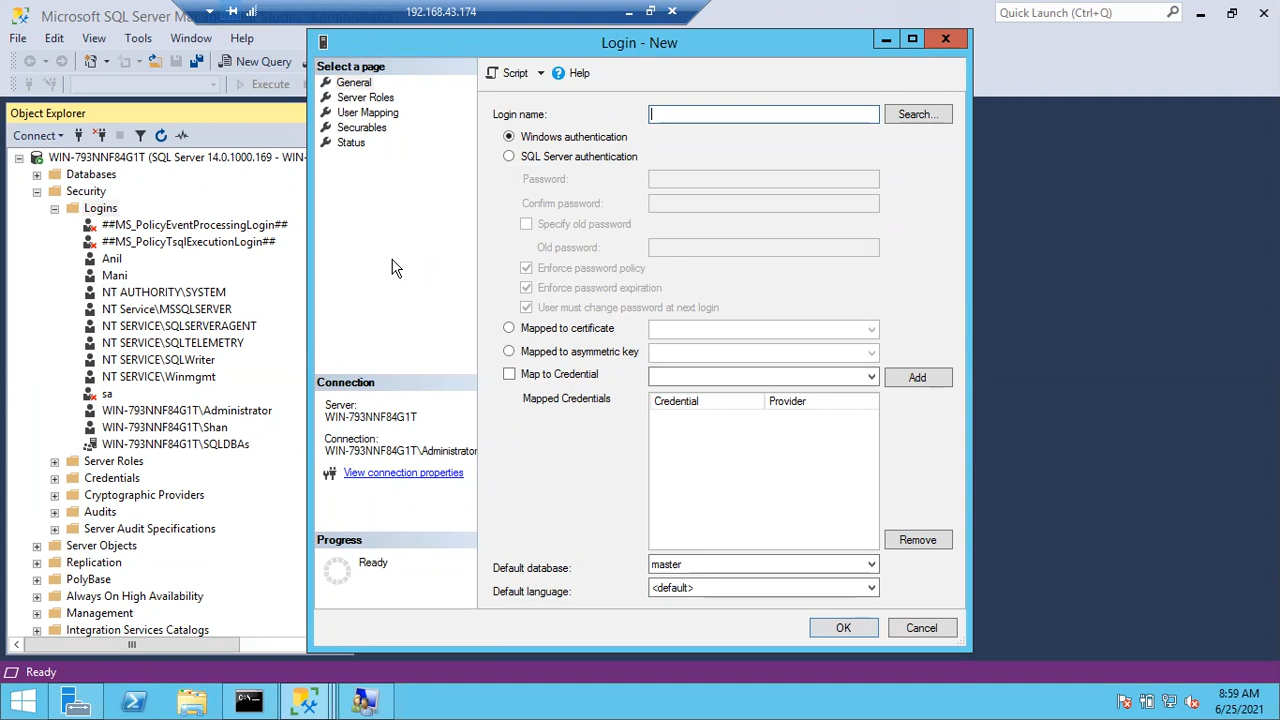 Microsoft SQL Server Management Studio (Administrator)
192.168.43.174
Quick Launch (Ctrl+Q)
File Edit View Tools Window Help
New Query
Execute
Object Explorer
Connect
WIN-793NNF84G1T (SQL Server 14.0.1000.169 - WIN-
Databases
Security
Logins
##MS_PolicyEventProcessingLogin##
##MS_PolicyTsqlExecutionLogin##
Anil
Mani
NT AUTHORITY\SYSTEM
NT Service\MSSQLSERVER
NT SERVICE\SQLSERVERAGENT
NT SERVICE\SQLTELEMETRY
NT SERVICE\SQLWriter
NT SERVICE\Winmgmt
sa
WIN-793NNF84G1T\Administrator
WIN-793NNF84G1T\Shan
WIN-793NNF84G1T\SQLDBAs
Server Roles
Credentials
Cryptographic Providers
Audits
Server Audit Specifications
Server Objects
Replication
PolyBase
Always On High Availability
Management
Integration Services Catalogs
Login - New
Select a page
General
Server Roles
User Mapping
Securables
Status
Connection
Server:
WIN-793NNF84G1T
Connection:
WIN-793NNF84G1T\Administrator
View connection properties
Progress
Ready
Script Help
Login name: Search...
Windows authentication
SQL Server authentication
Password:
Confirm password:
Specify old password
Old password:
Enforce password policy
Enforce password expiration
User must change password at next login
Mapped to certificate
Mapped to asymmetric key
Map to Credential Add
Mapped Credentials Credential Provider
Remove
Default database: master
Default language: <default>
OK Cancel
Ready
8:59 AM
6/25/2021